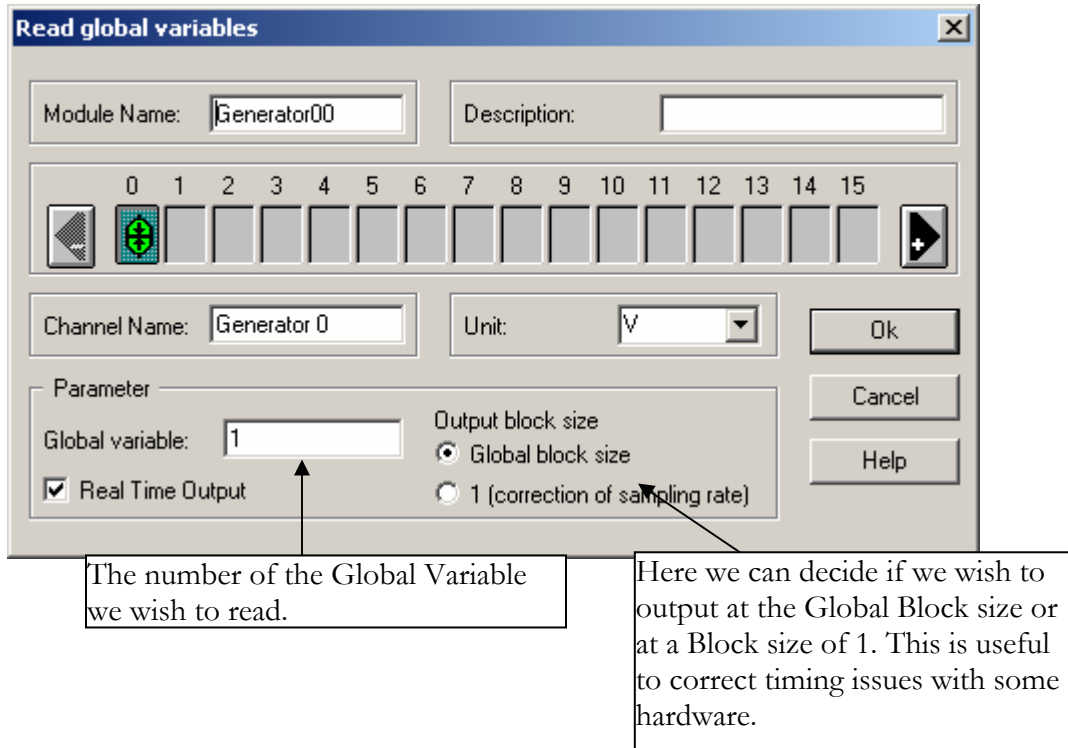 Read global variables
Module Name: Generator00 Description:
0 1 2 3 4 5 6 7 8 9 10 11 12 13 14 15
- +
Channel Name: Generator 0 Unit: V Ok
Parameter Cancel
Output block size
Global variable: 1 Global block size Help
Real Time Output 1 (correction of sampling rate)
The number of the Global Variable
we wish to read.
Here we can decide if we wish to
output at the Global Block size or
at a Block size of 1. This is useful
to correct timing issues with some
hardware.